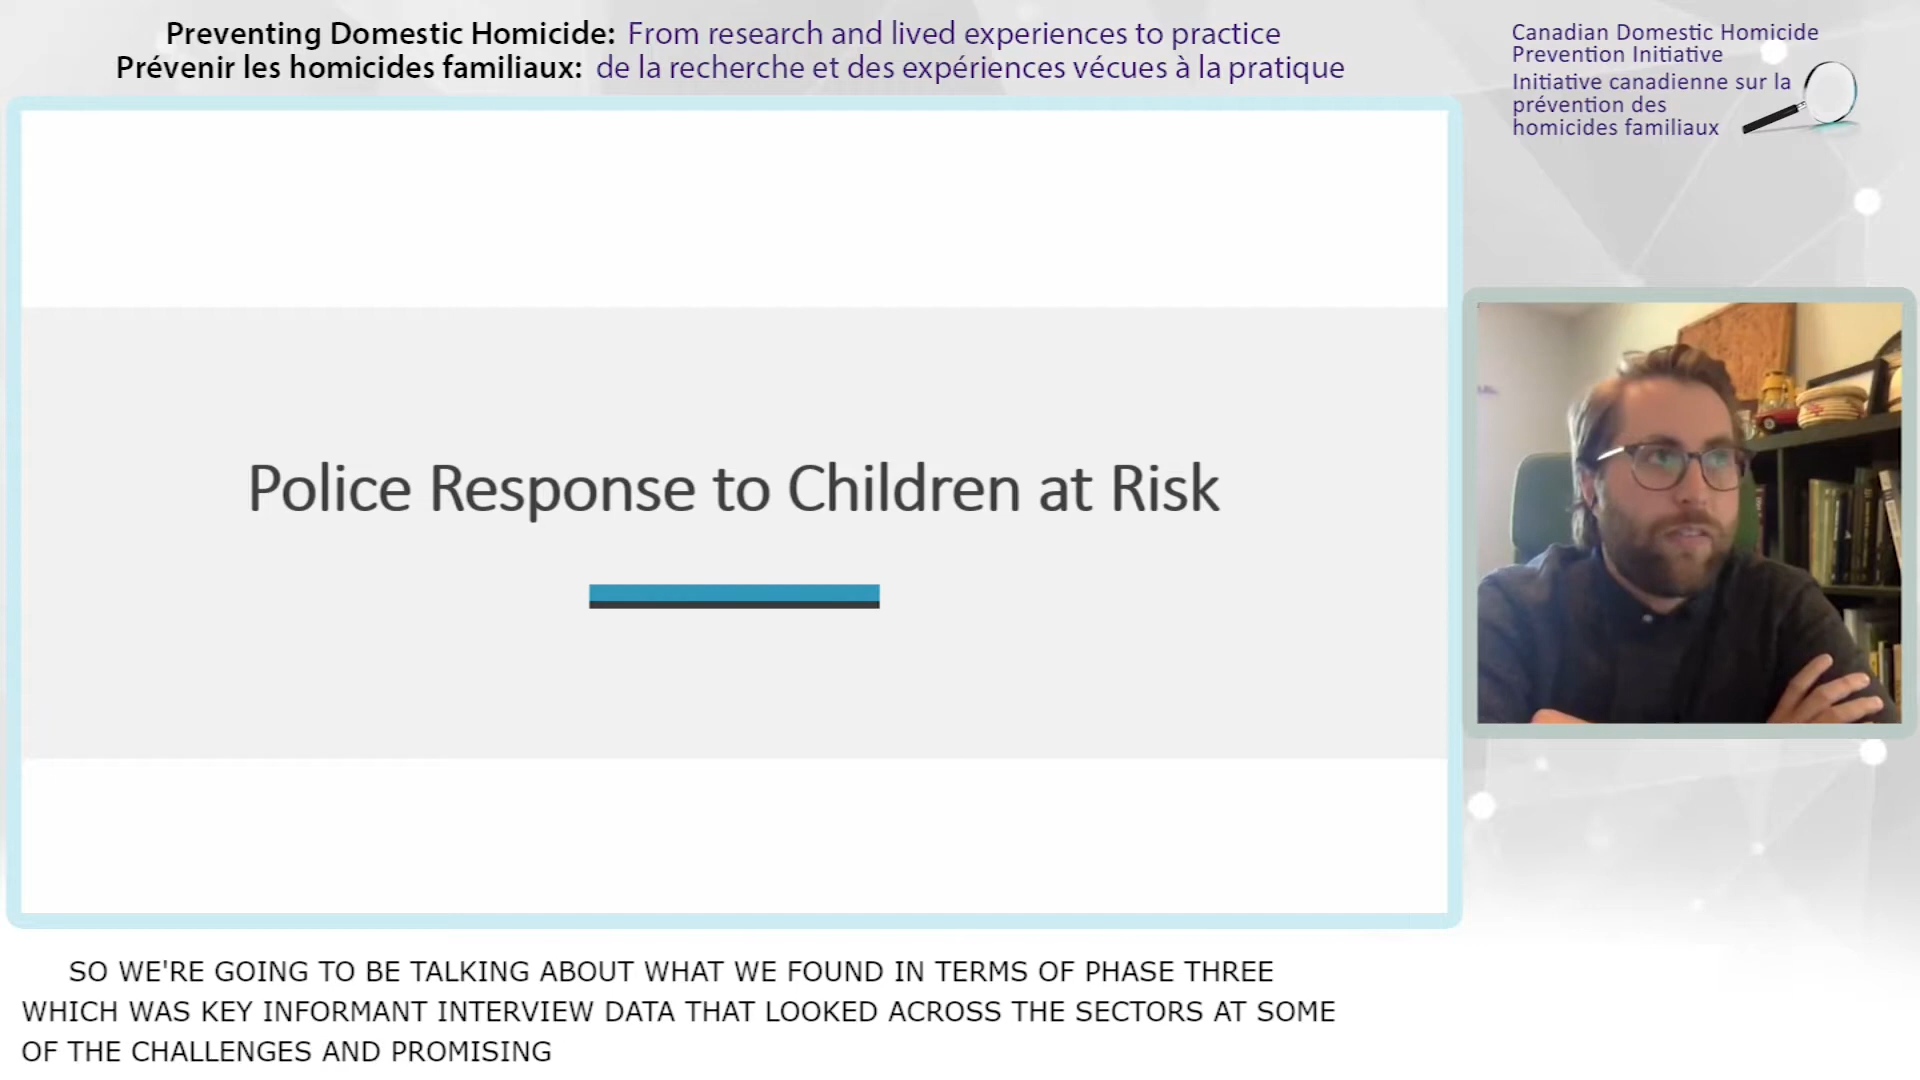 Preventing Domestic Homicide: From research and lived experiences to practice
Prévenir les homicides familiaux: de la recherche et des expériences vécues à la pratique
Canadian Domestic Homicide
Prevention Initiative
Initiative canadienne sur la
prévention des
homicides familiaux
Police Response to Children at Risk
SO WE'RE GOING TO BE TALKING ABOUT WHAT WE FOUND IN TERMS OF PHASE THREE
WHICH WAS KEY INFORMANT INTERVIEW DATA THAT LOOKED ACROSS THE SECTORS AT SOME
OF THE CHALLENGES AND PROMISING